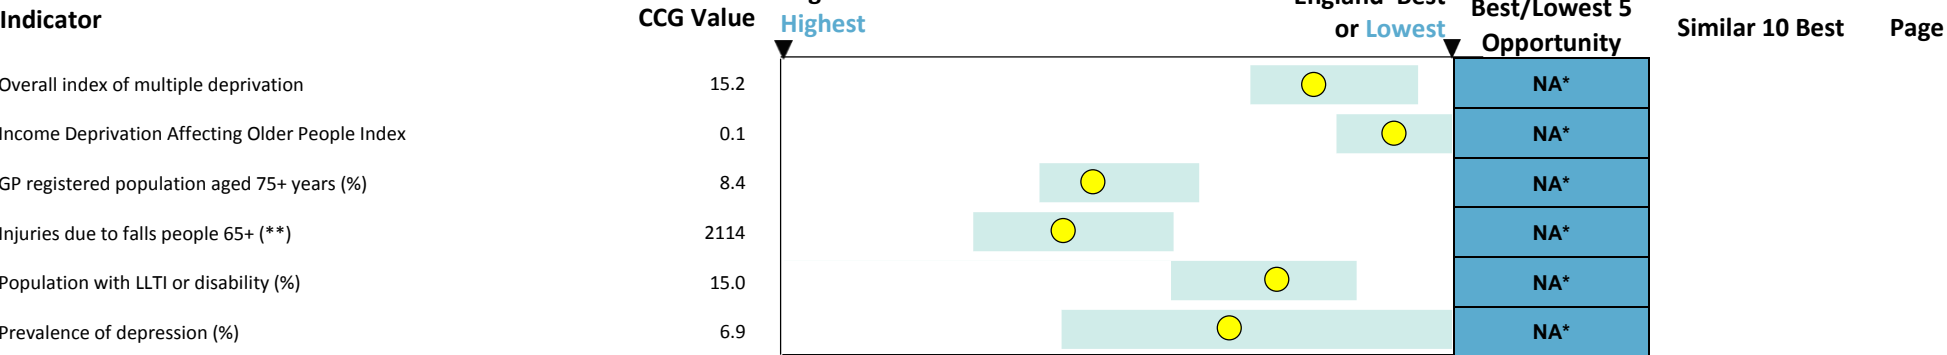 Indicator
CCG Value
Highest
England Best
or Lowest
Best/Lowest 5
Opportunity
Similar 10 Best
Page
Overall index of multiple deprivation 15.2 NA*
Income Deprivation Affecting Older People Index 0.1 NA*
GP registered population aged 75+ years (%) 8.4 NA*
Injuries due to falls people 65+ (**) 2114 NA*
Population with LLTI or disability (%) 15.0 NA*
Prevalence of depression (%) 6.9 NA*